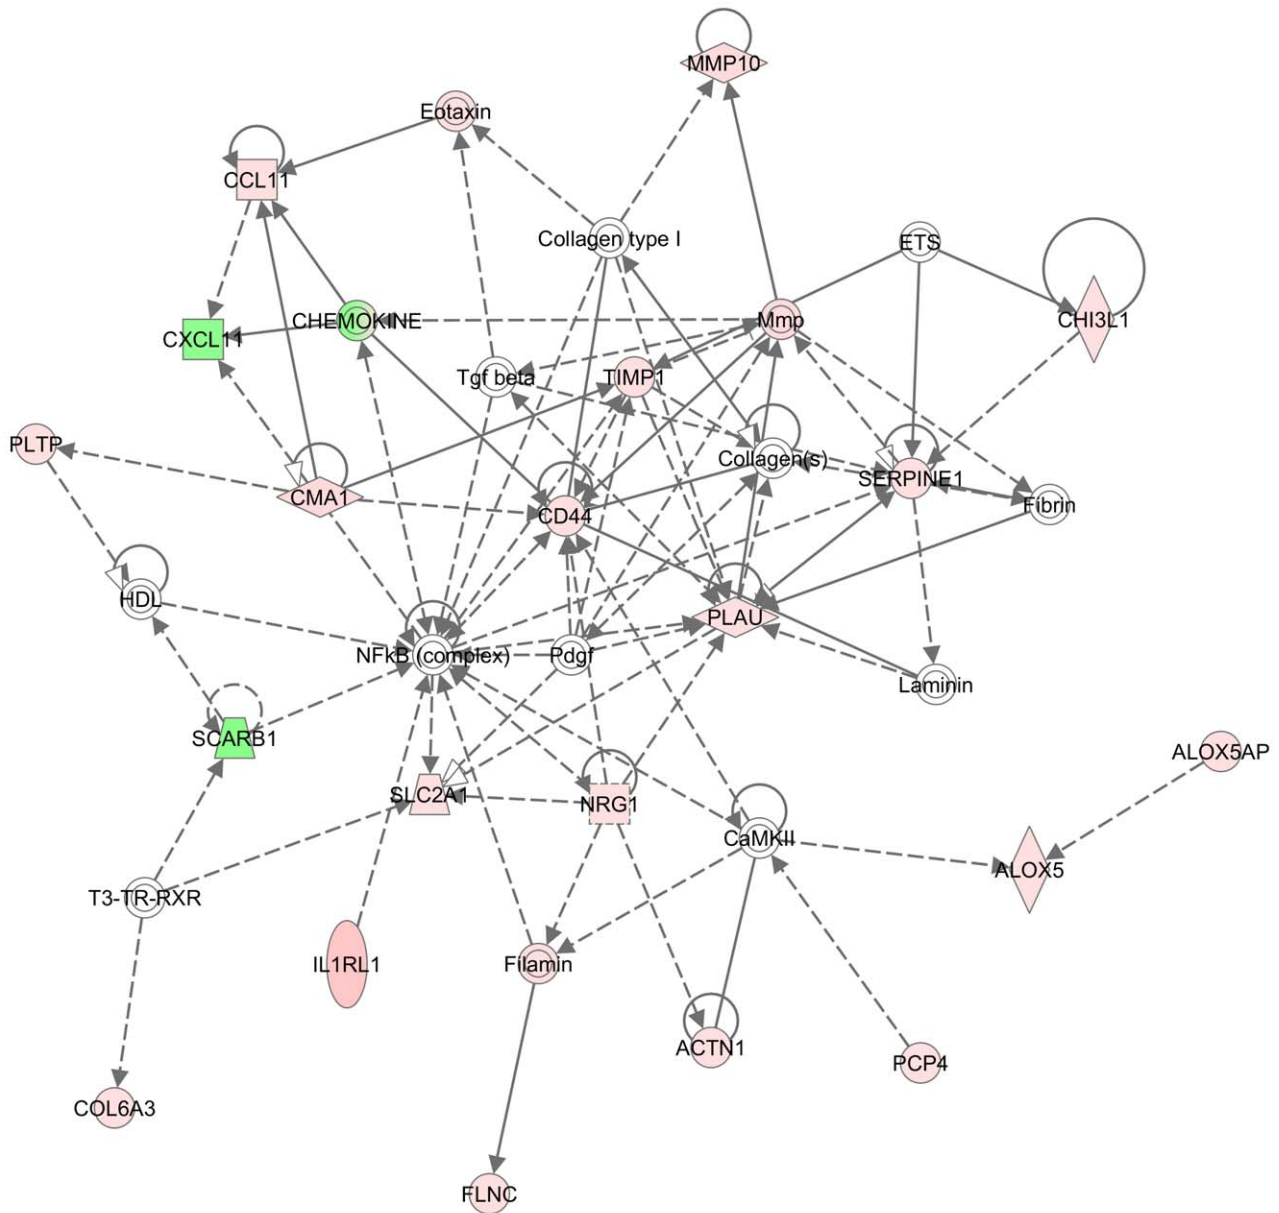 MMP10
Eotaxin
CCL11
Collagen type I
ETS
CHEMOKINE
CXCL11
Mmp
CHI3L1
Tgf beta
TIMP1
PLTP
Collagen(s)
SERPINE1
CMA1
CD44
Fibrin
HDL
PLAU
NFkB (complex)
Pdgf
Laminin
SCARB1
ALOX5AP
SLC2A1
NRG1
CaMKII
ALOX5
T3-TR-RXR
IL1RL1
Filamin
ACTN1
PCP4
COL6A3
FLNC